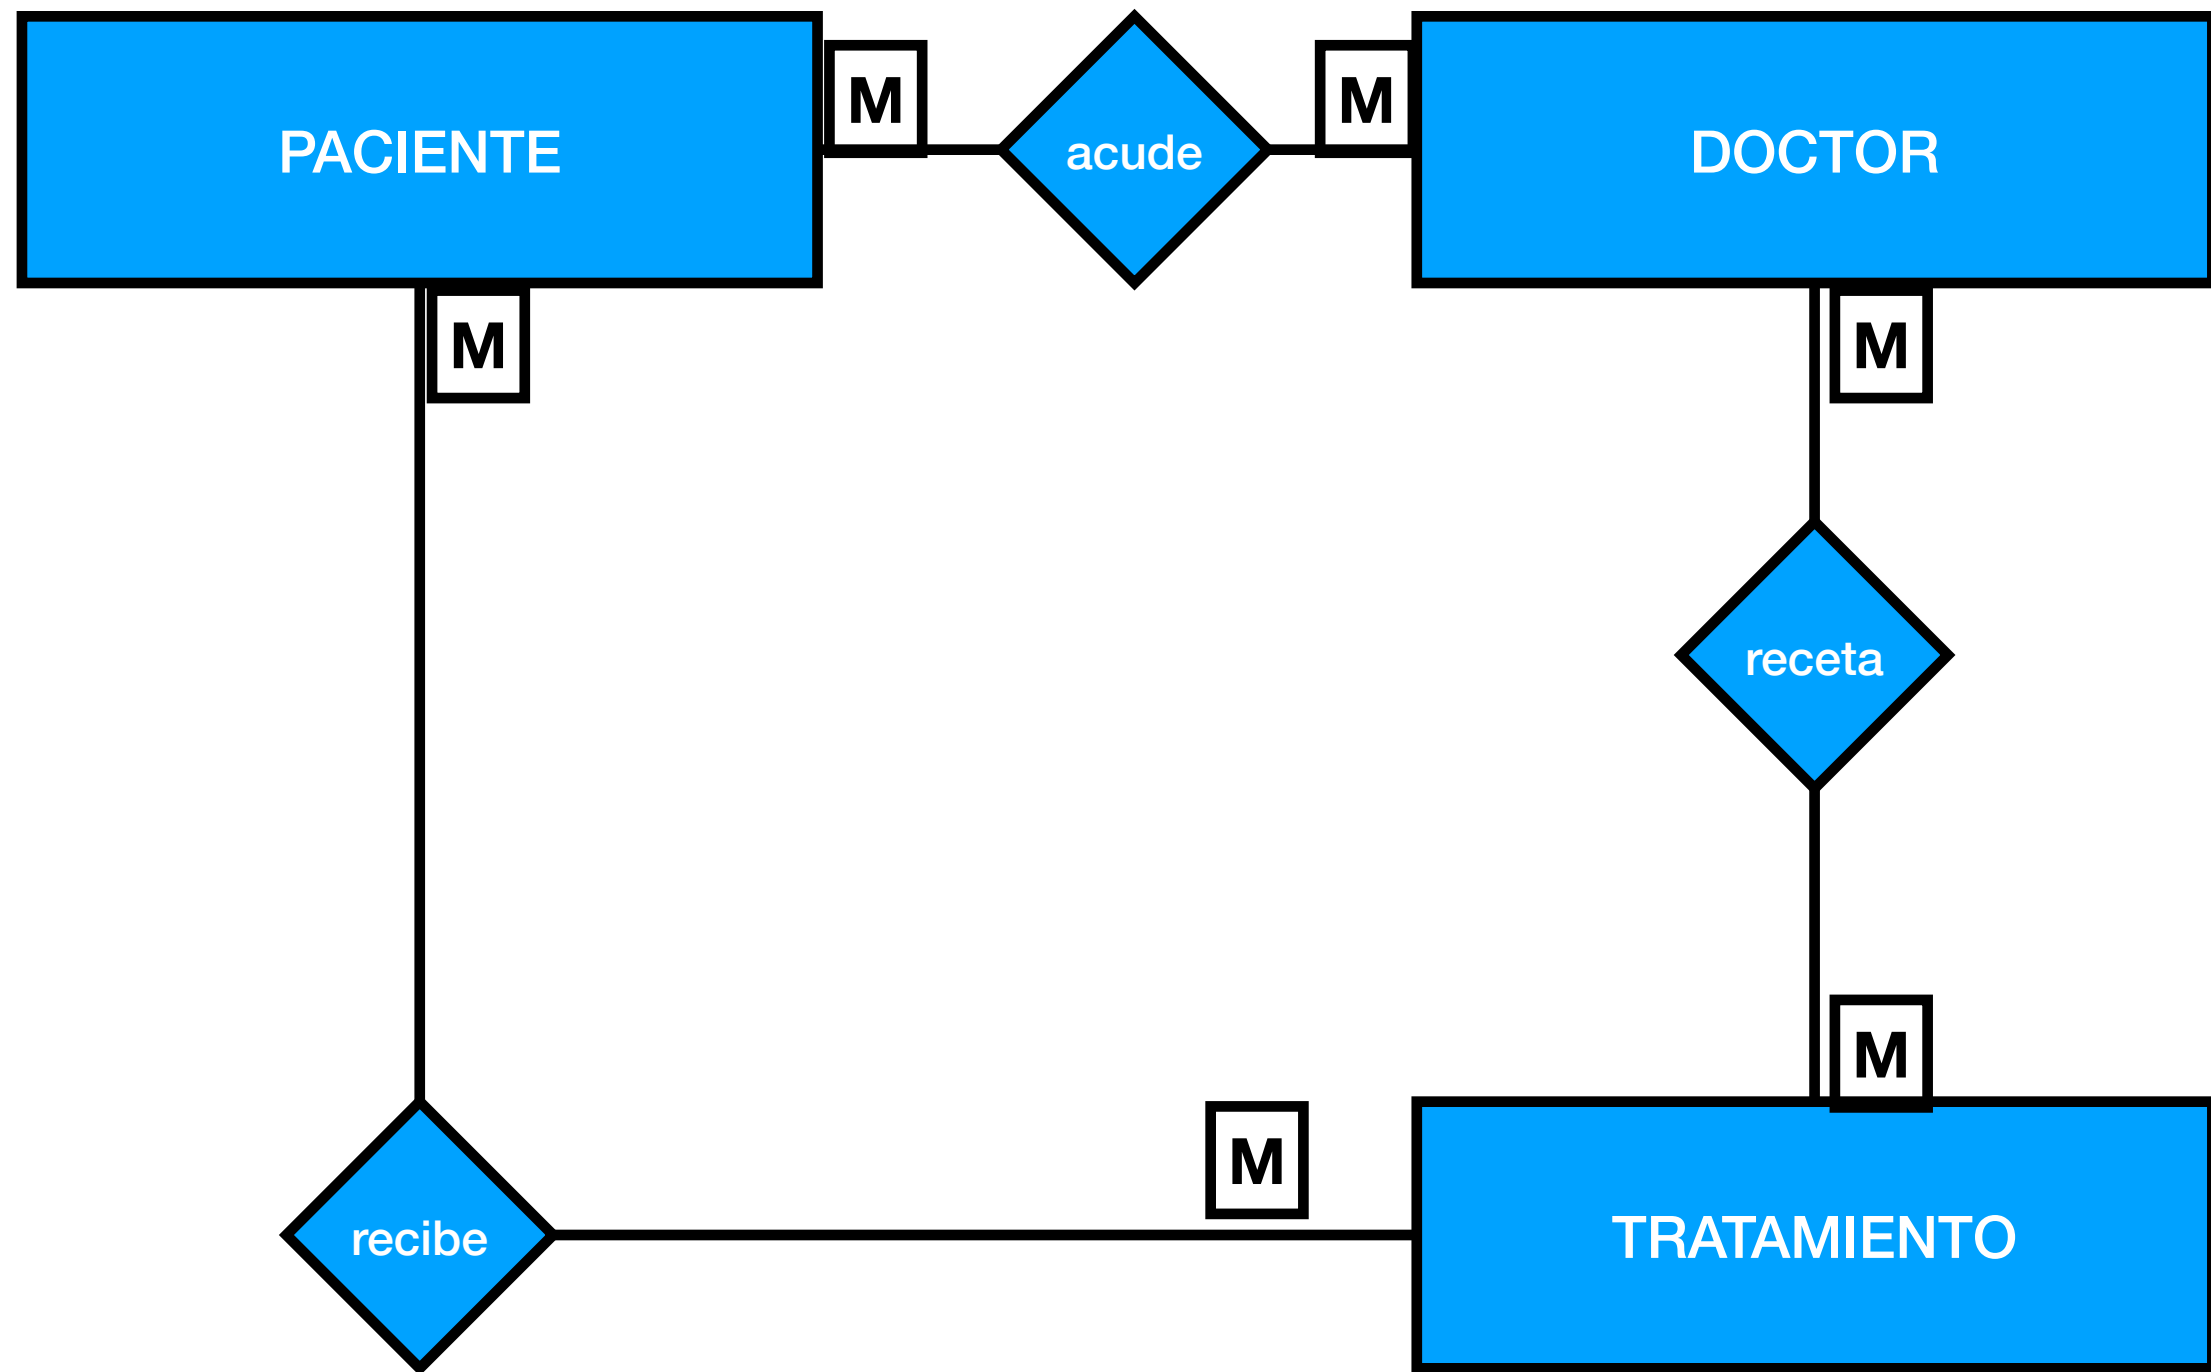 PACIENTE
M
acude
M
DOCTOR
M
M
receta
M
M
recibe
TRATAMIENTO